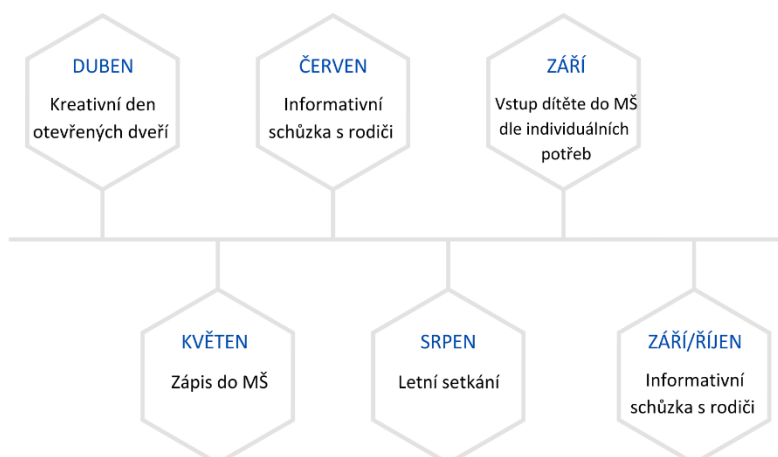 DUBEN
Kreativní den
otevřených dveří
ČERVEN
Informativní
schůzka s rodiči
ZÁŘÍ
Vstup dítěte do MŠ
dle individuálních
potřeb
KVĚTEN
Zápis do MŠ
SRPEN
Letní setkání
ZÁŘÍ/ŘÍJEN
Informativní
schůzka s rodiči